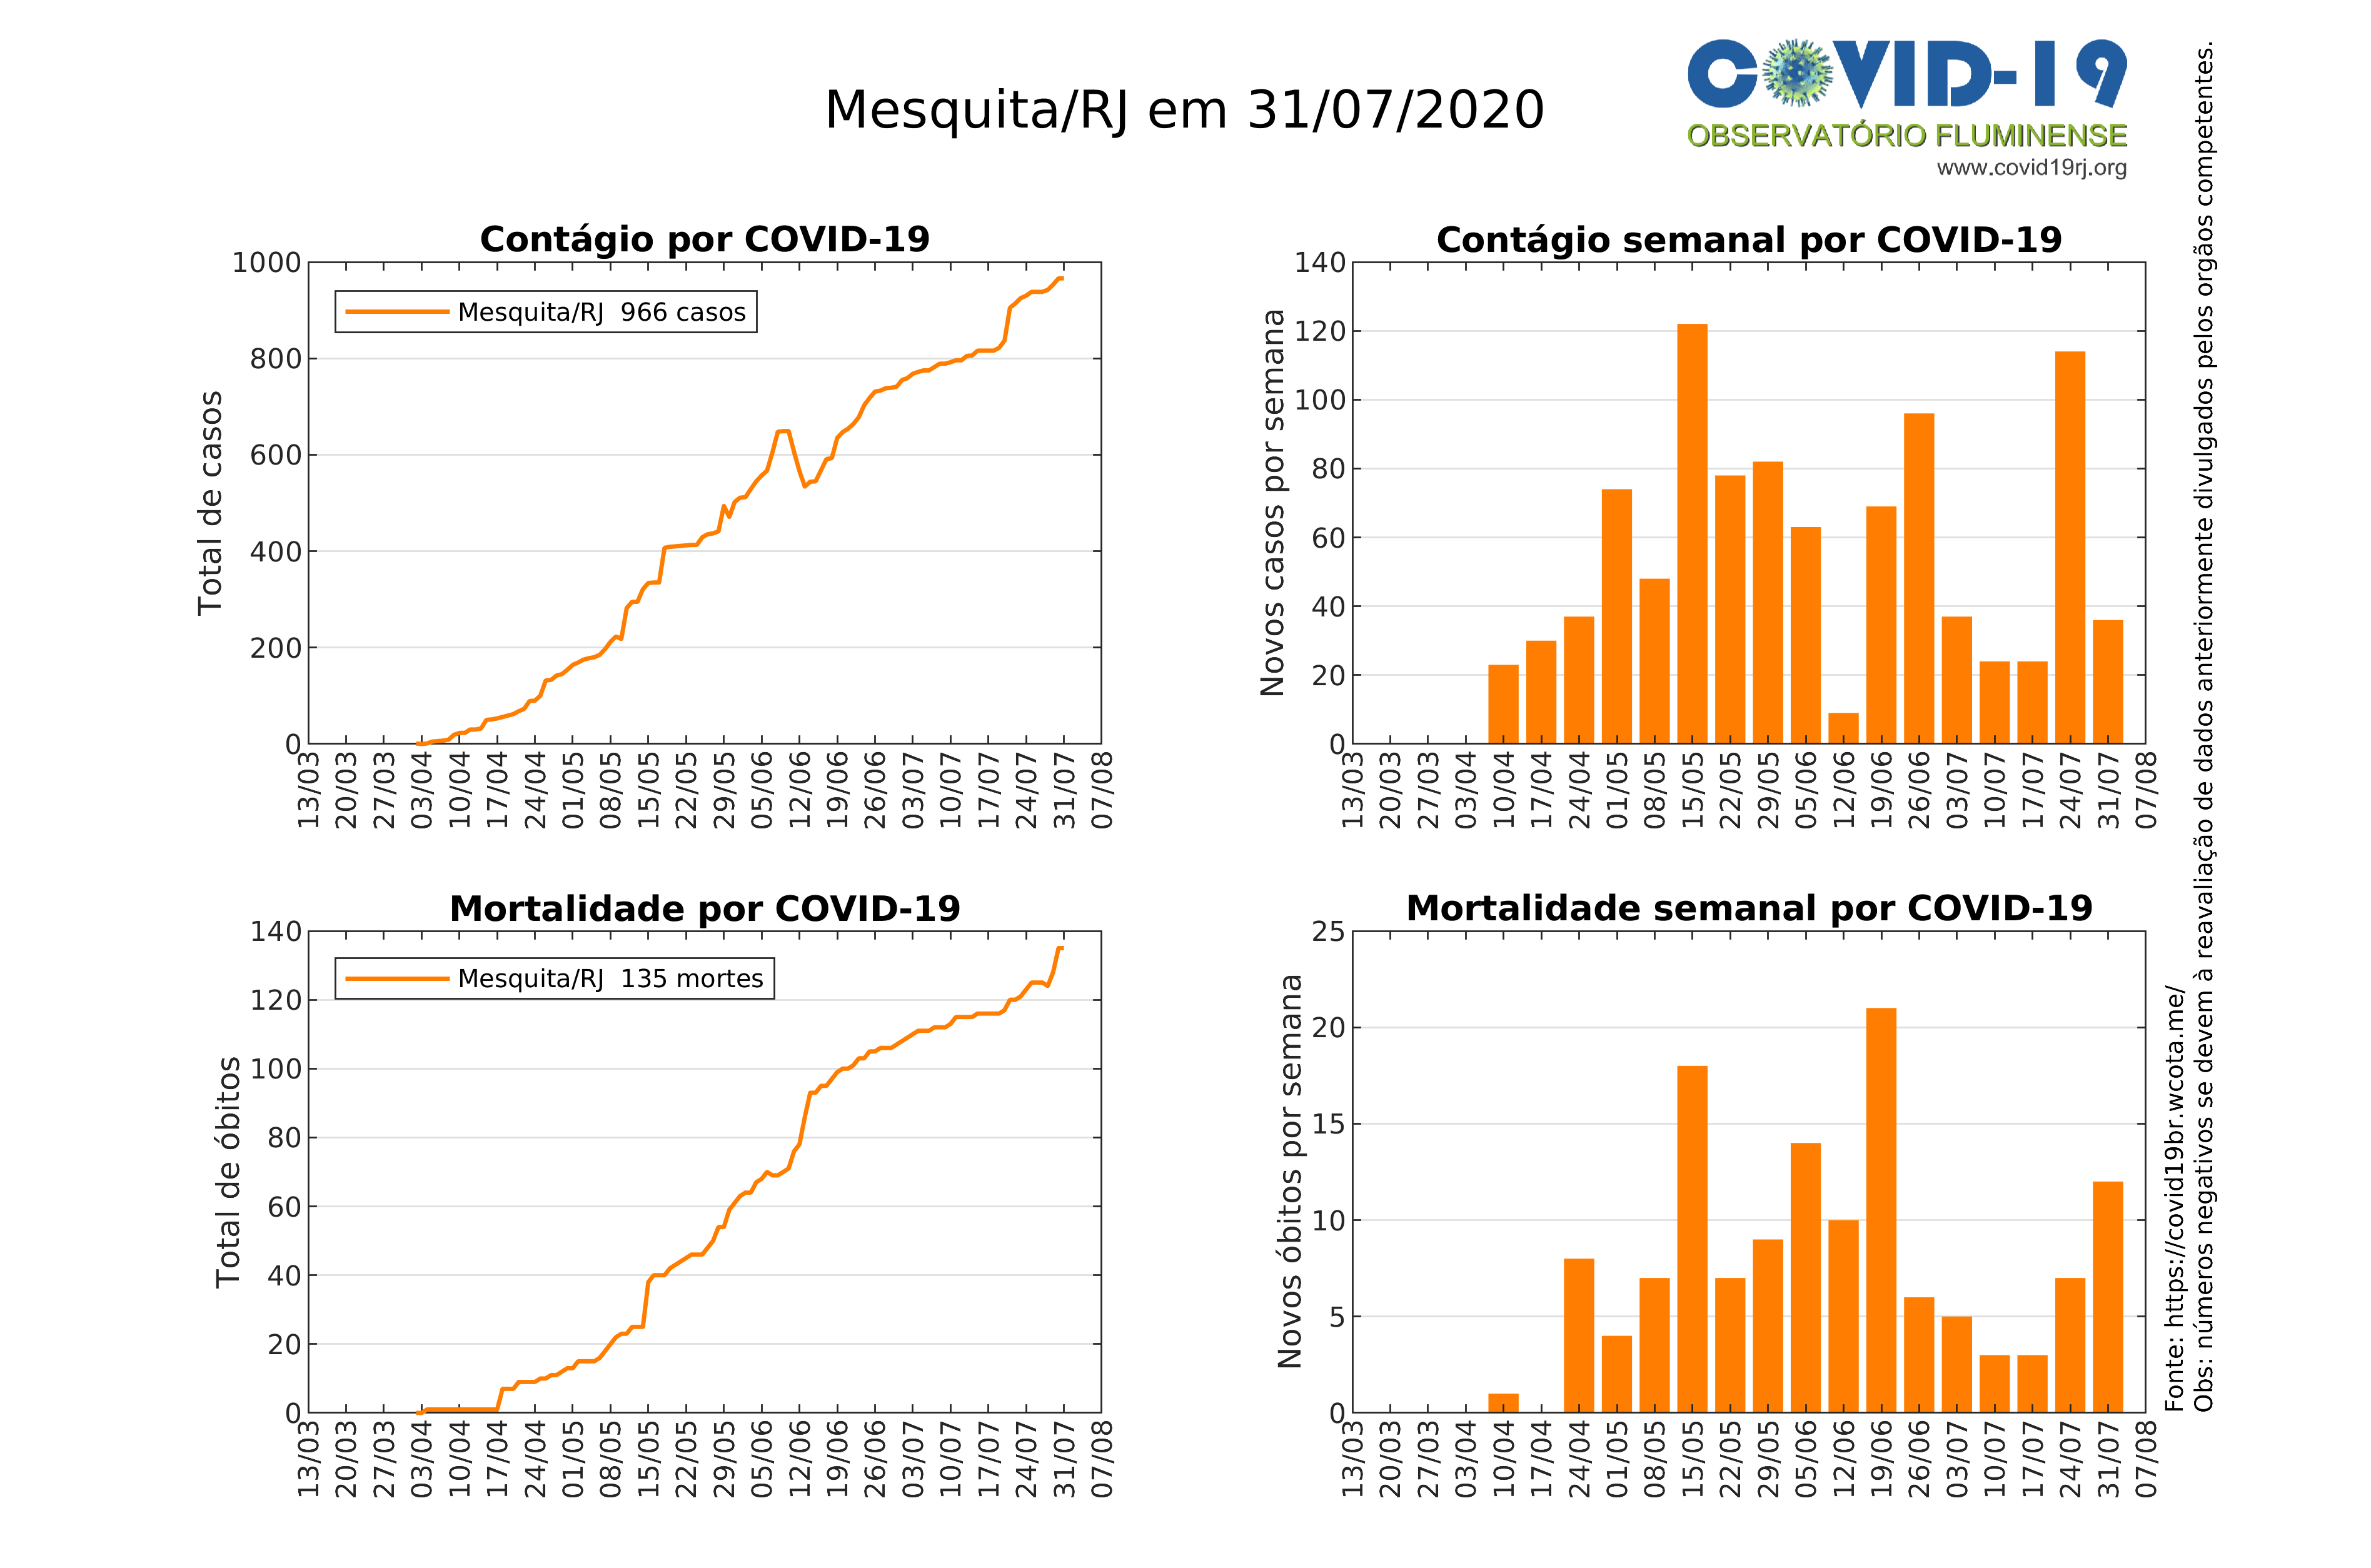 Mesquita/RJ em 31/07/2020
COVID-19
OBSERVATÓRIO FLUMINENSE
www.covid19rj.org
Contágio por COVID-19
Total de casos
1000
800
600
400
200
0
Mesquita/RJ 966 casos
13/03 20/03 27/03 03/04 10/04 17/04 24/04 01/05 08/05 15/05 22/05 29/05 05/06 12/06 19/06 26/06 03/07 10/07 17/07 24/07 31/07 07/08
Contágio semanal por COVID-19
Novos casos por semana
140
120
100
80
60
40
20
0
13/03 20/03 27/03 03/04 10/04 17/04 24/04 01/05 08/05 15/05 22/05 29/05 05/06 12/06 19/06 26/06 03/07 10/07 17/07 24/07 31/07 07/08
Mortalidade por COVID-19
Total de óbitos
140
120
100
80
60
40
20
0
Mesquita/RJ 135 mortes
13/03 20/03 27/03 03/04 10/04 17/04 24/04 01/05 08/05 15/05 22/05 29/05 05/06 12/06 19/06 26/06 03/07 10/07 17/07 24/07 31/07 07/08
Mortalidade semanal por COVID-19
Novos óbitos por semana
25
20
15
10
5
0
13/03 20/03 27/03 03/04 10/04 17/04 24/04 01/05 08/05 15/05 22/05 29/05 05/06 12/06 19/06 26/06 03/07 10/07 17/07 24/07 31/07 07/08
Fonte: https://covid19br.wcota.me/
Obs: números negativos se devem à reavaliação de dados anteriormente divulgados pelos orgãos competentes.